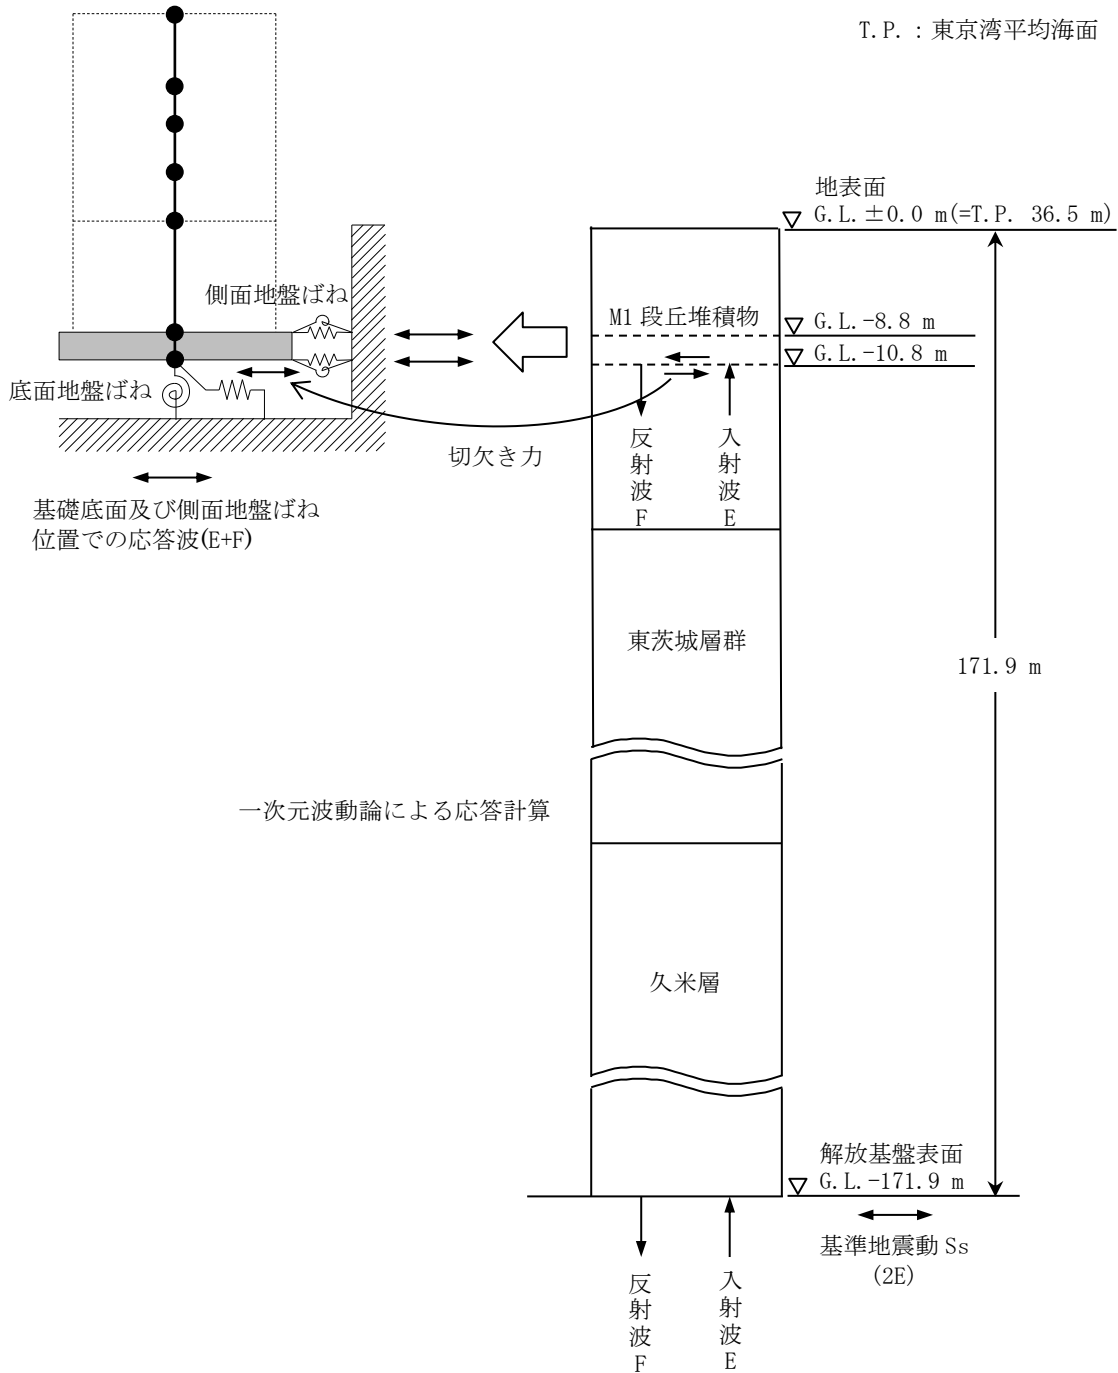 T.P. : 東京湾平均海面
地表面
G.L.±0.0 m(=T.P. 36.5 m)
側面地盤ばね
M1 段丘堆積物
G.L.-8.8 m
G.L.-10.8 m
底面地盤ばね
切欠き力
反射波F
入射波E
基礎底面及び側面地盤ばね
位置での応答波(E+F)
東茨城層群
171.9 m
一次元波動論による応答計算
久米層
解放基盤表面
G.L.-171.9 m
基準地震動 Ss
(2E)
反射波F
入射波E